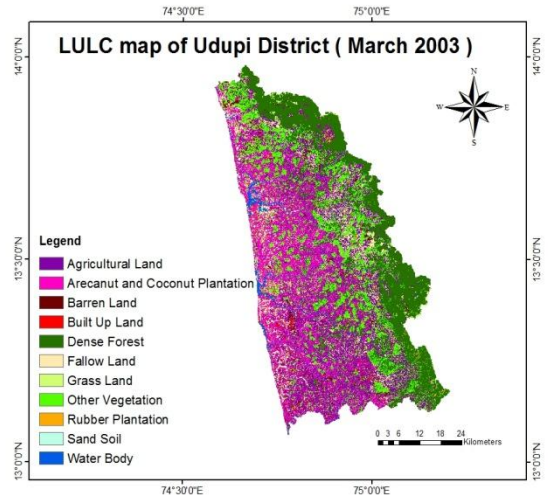 74°30'0"E 75°0'0"E
LULC map of Udupi District ( March 2003 )
14°0'0"N 14°0'0"N
N
W E
S
13°30'0"N 13°30'0"N
Legend
Agricultural Land
Arecanut and Coconut Plantation
Barren Land
Built Up Land
Dense Forest
Fallow Land
Grass Land
Other Vegetation
Rubber Plantation
Sand Soil
Water Body
0 3 6 12 18 24
Kilometers
13°0'0"N 13°0'0"N
74°30'0"E 75°0'0"E